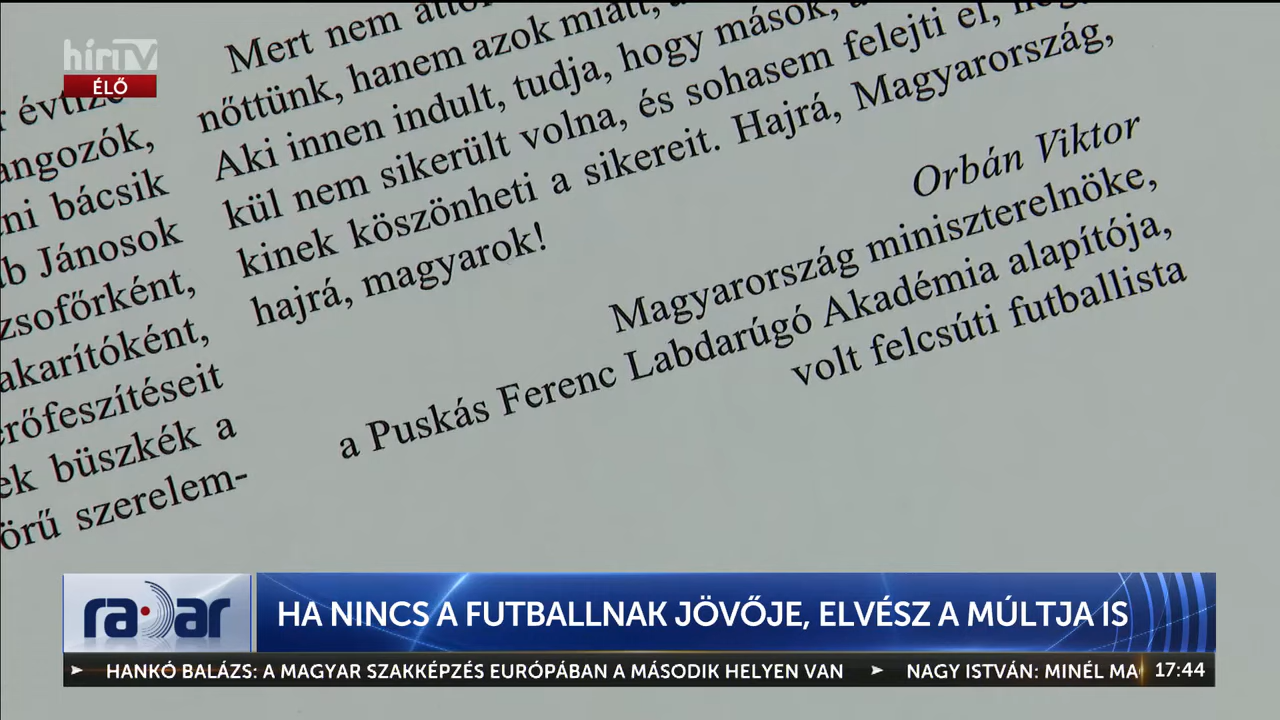 hírTV
ÉLŐ
r évtize
angozók,
ni bácsik
b Jánosok
zsofőrként,
akarítóként,
erőfeszítéseit
ek büszkék a
örű szerelem-
Mert nem
nőttünk, hanem azok miatt,
Aki innen indult, tudja, hogy mások,
kül nem sikerült volna, és sohasem felejti el,
kinek köszönheti a sikereit. Hajrá, Magyarország,
hajrá, magyarok!
Orbán Viktor
Magyarország miniszterelnöke,
a Puskás Ferenc Labdarúgó Akadémia alapítója,
volt felcsúti futballista
radar
HA NINCS A FUTBALLNAK JÖVŐJE, ELVÉSZ A MÚLTJA IS
HANKÓ BALÁZS: A MAGYAR SZAKKÉPZÉS EURÓPÁBAN A MÁSODIK HELYEN VAN
NAGY ISTVÁN: MINÉL MA
17:44